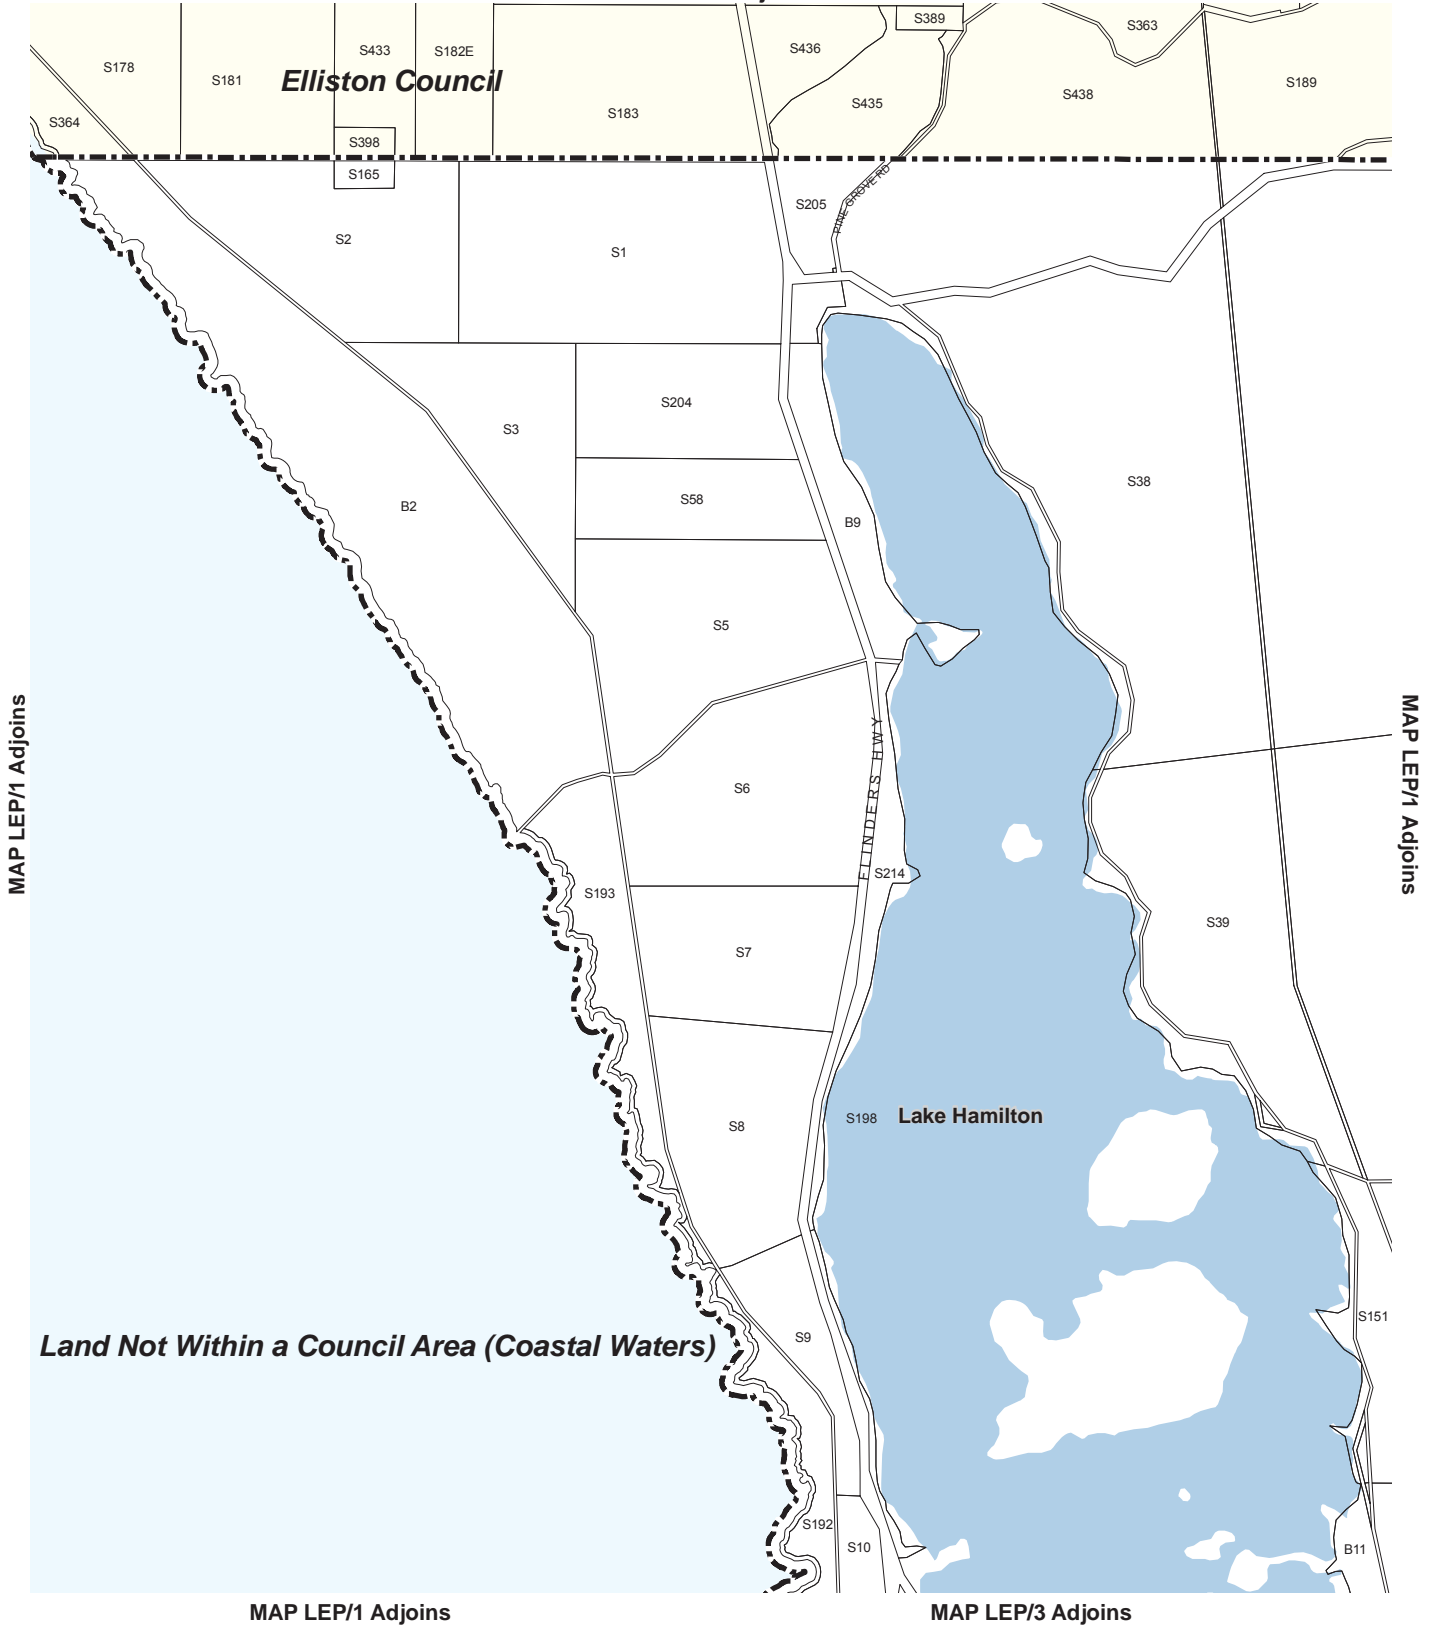 S389
S363
S433
S182E
S436
S178
S181
Elliston Council
S189
S438
S435
S183
S364
S398
S165
PINE GROVE RD
S205
S2
S1
S204
S3
S38
S58
B2
B9
S5
MAP LEP/1 Adjoins
MAP LEP/1 Adjoins
FLINDERS HWY
S6
S214
S193
S39
S7
S198
Lake Hamilton
S8
S151
S9
Land Not Within a Council Area (Coastal Waters)
S192
S10
B11
MAP LEP/1 Adjoins
MAP LEP/3 Adjoins